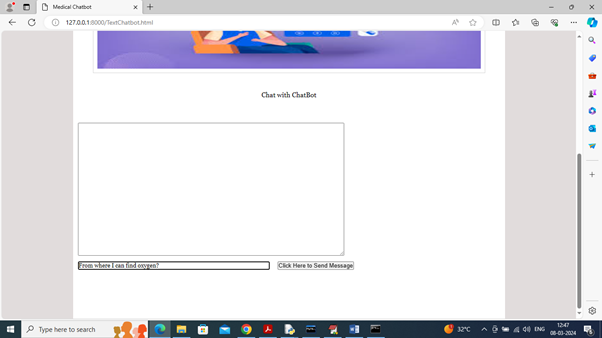 Medical Chatbot
127.0.0.1:8000/TextChatbot.html
Chat with ChatBot
From where I can find oxygen?
Click Here to Send Message
Type here to search
32°C
ENG
12:47
08-03-2024